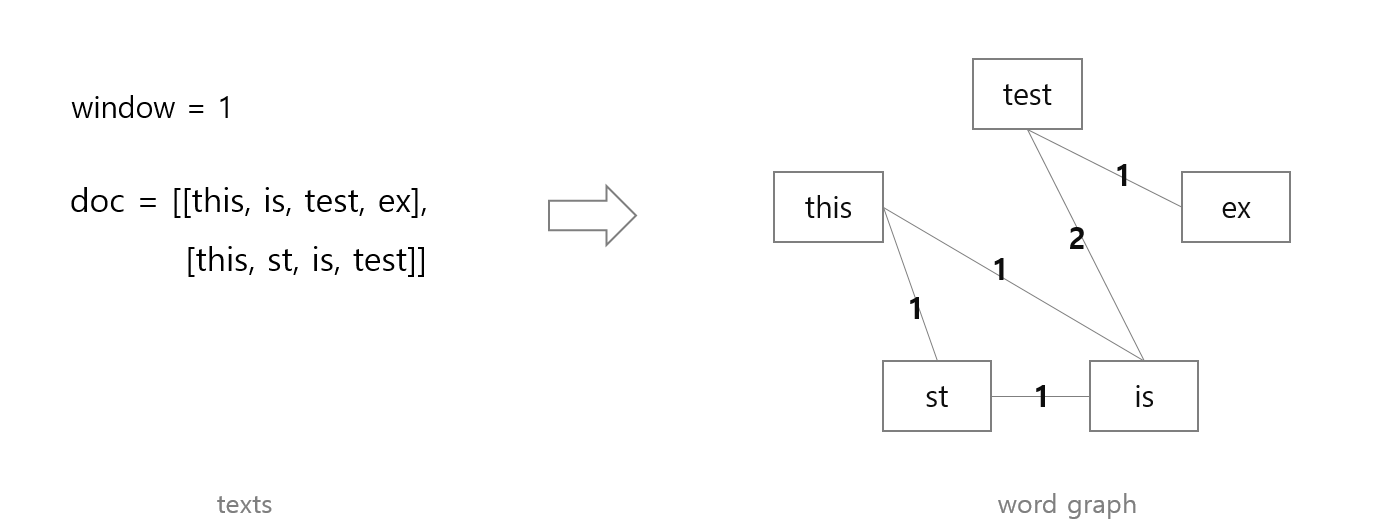 window = 1
doc = [[this, is, test, ex],
[this, st, is, test]]
texts
test
1
this
ex
2
1
1
st
1
is
word graph